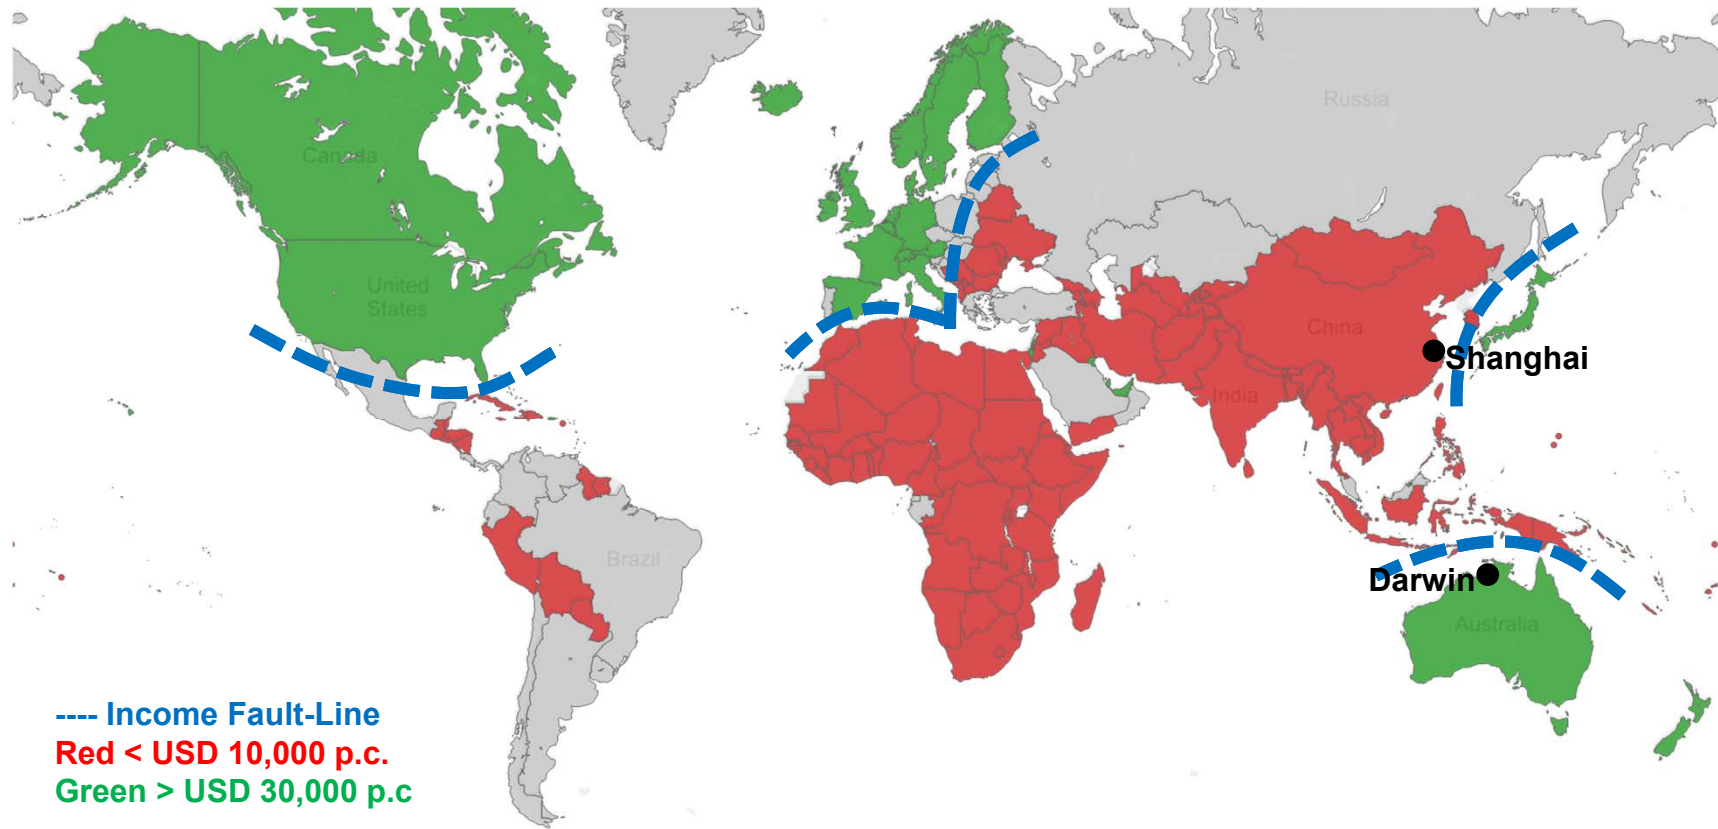 Russia
Canada
United
States
China
Shanghai
India
Brazil
Darwin
Australia
---- Income Fault-Line
Red < USD 10,000 p.c.
Green > USD 30,000 p.c